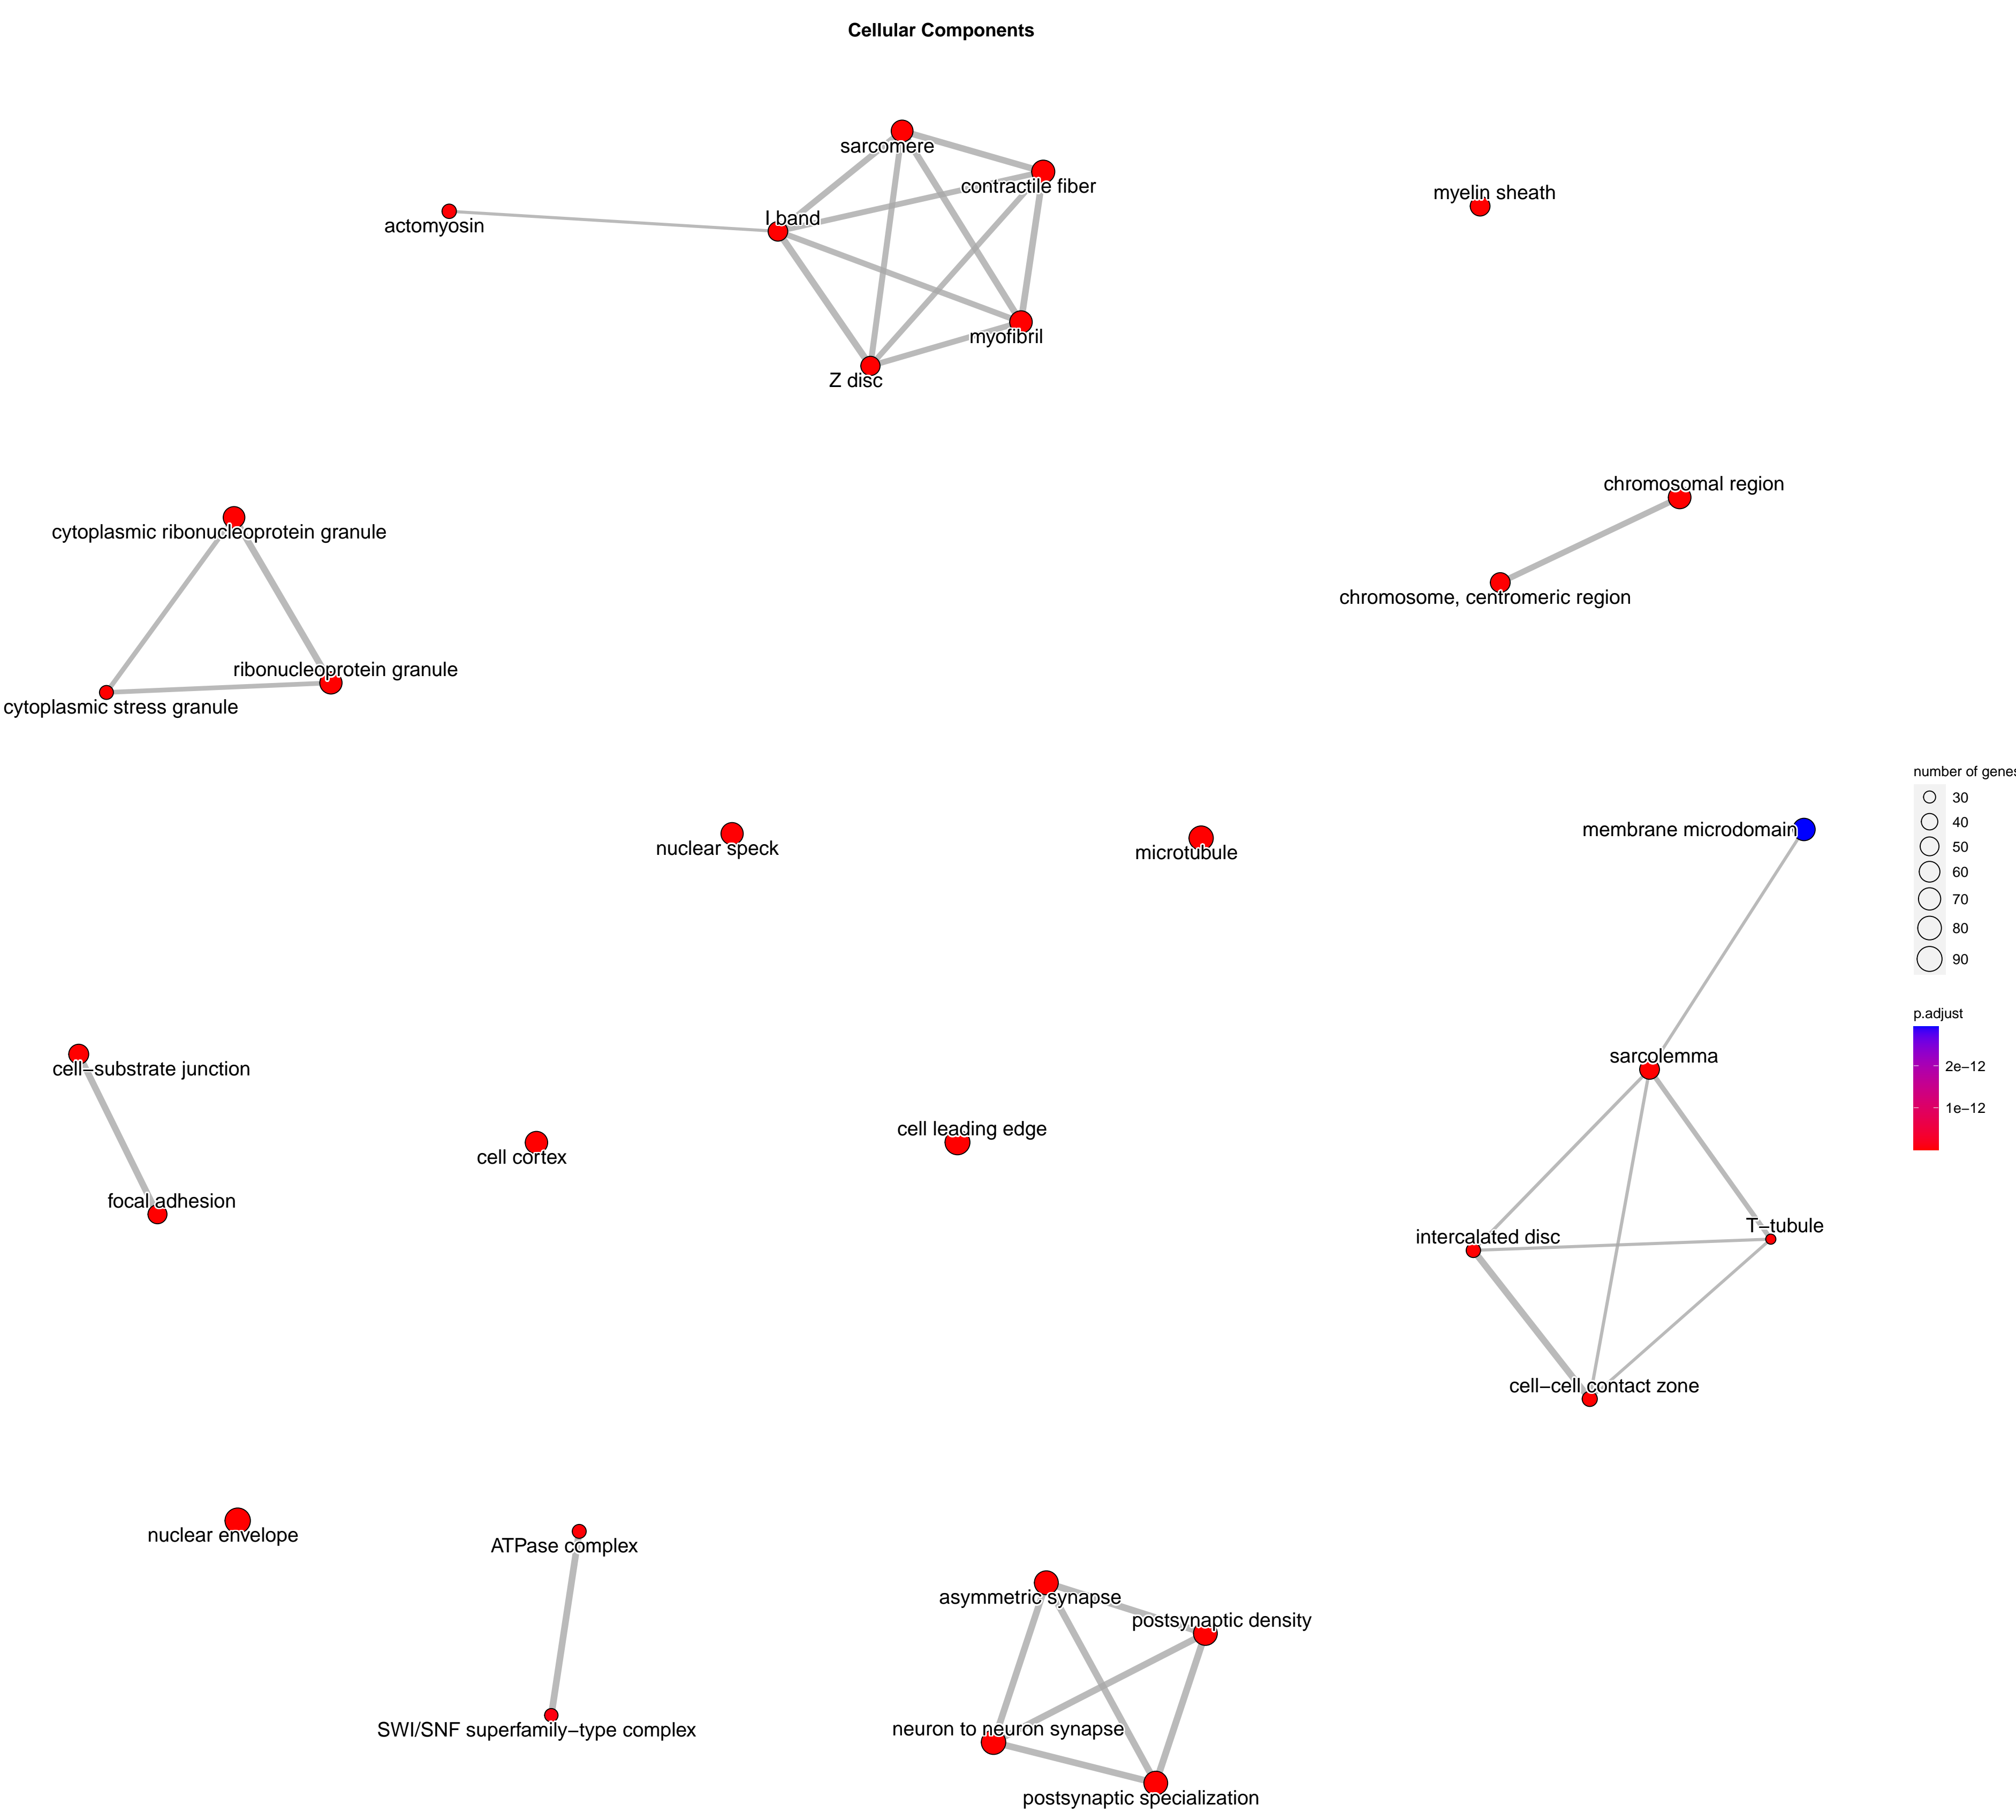 Cellular Components
sarcomere
contractile fiber
myelin sheath
I band
actomyosin
myofibril
Z disc
chromosomal region
cytoplasmic ribonucleoprotein granule
chromosome, centromeric region
ribonucleoprotein granule
cytoplasmic stress granule
number of genes
30
40
50
60
70
80
90
membrane microdomain
nuclear speck
microtubule
p.adjust
2e−12
1e−12
sarcolemma
cell−substrate junction
cell leading edge
cell cortex
focal adhesion
T−tubule
intercalated disc
cell−cell contact zone
nuclear envelope
ATPase complex
asymmetric synapse
postsynaptic density
neuron to neuron synapse
SWI/SNF superfamily−type complex
postsynaptic specialization